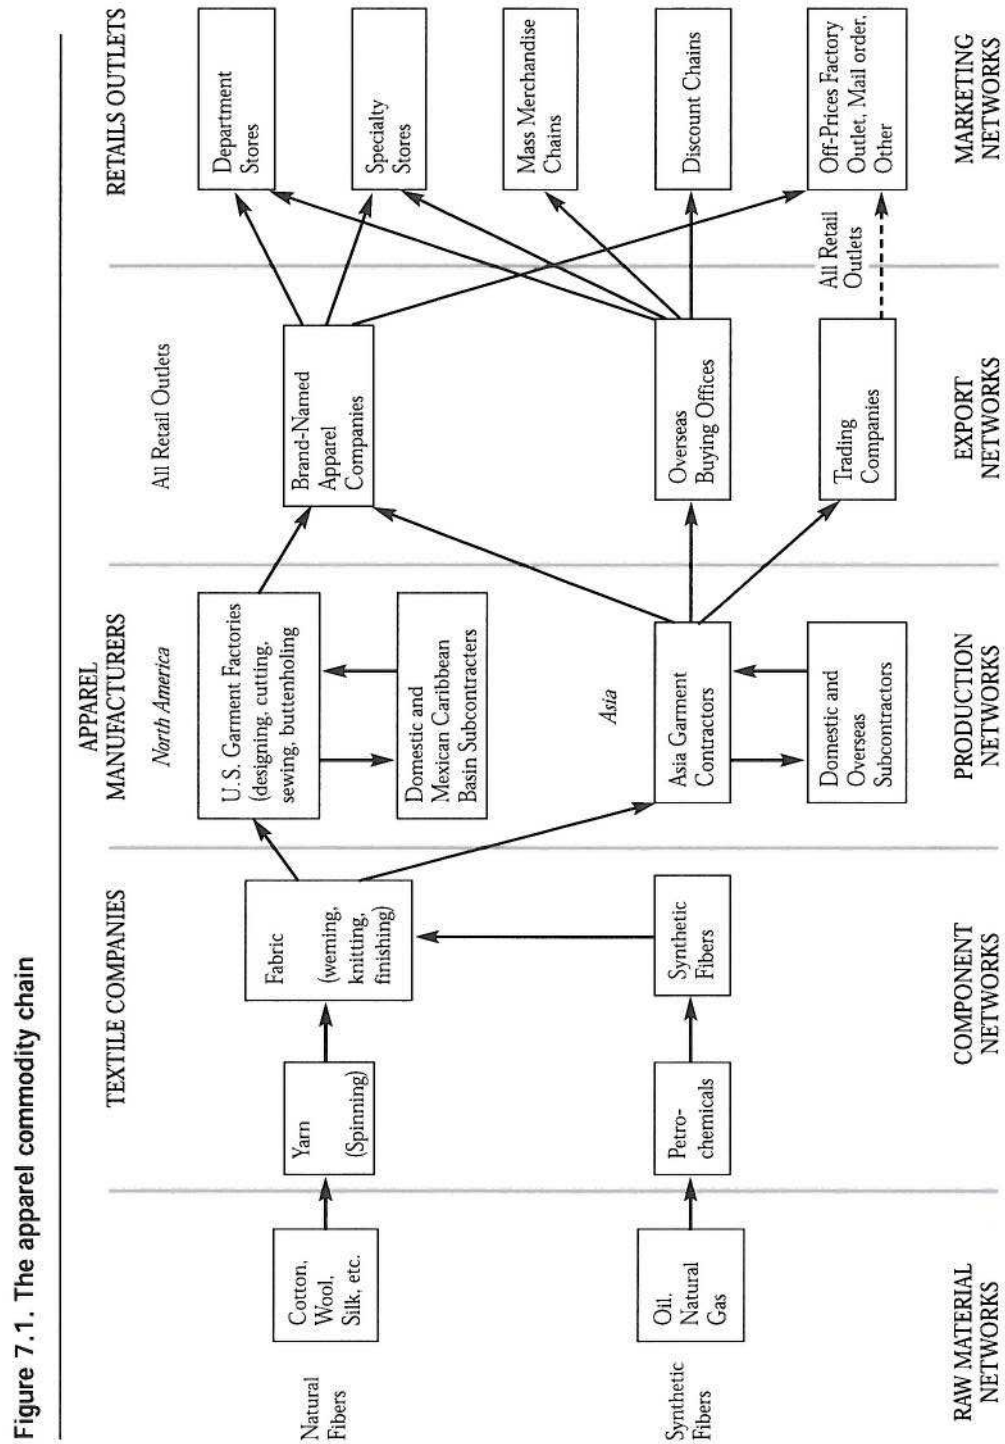 Figure 7.1. The apparel commodity chain
TEXTILE COMPANIES
APPAREL
MANUFACTURERS
RETAILS OUTLETS
North America
All Retail Outlets
Natural
Fibers
Cotton,
Wool,
Silk, etc.
Yarn
(Spinning)
Fabric
(weming,
knitting,
finishing)
U.S. Garment Factories
(designing, cutting,
sewing, buttenholing
Domestic and
Mexican Caribbean
Basin Subcontracters
Brand-Named
Apparel
Companies
Department
Stores
Specialty
Stores
Mass Merchandise
Chains
Synthetic
Fibers
Oil,
Natural
Gas
Petro-
chemicals
Synthetic
Fibers
Asia
Asia Garment
Contractors
Domestic and
Overseas
Subcontractors
Overseas
Buying Offices
Trading
Companies
All Retail
Outlets
Discount Chains
Off-Prices Factory
Outlet, Mail order,
Other
RAW MATERIAL
NETWORKS
COMPONENT
NETWORKS
PRODUCTION
NETWORKS
EXPORT
NETWORKS
MARKETING
NETWORKS